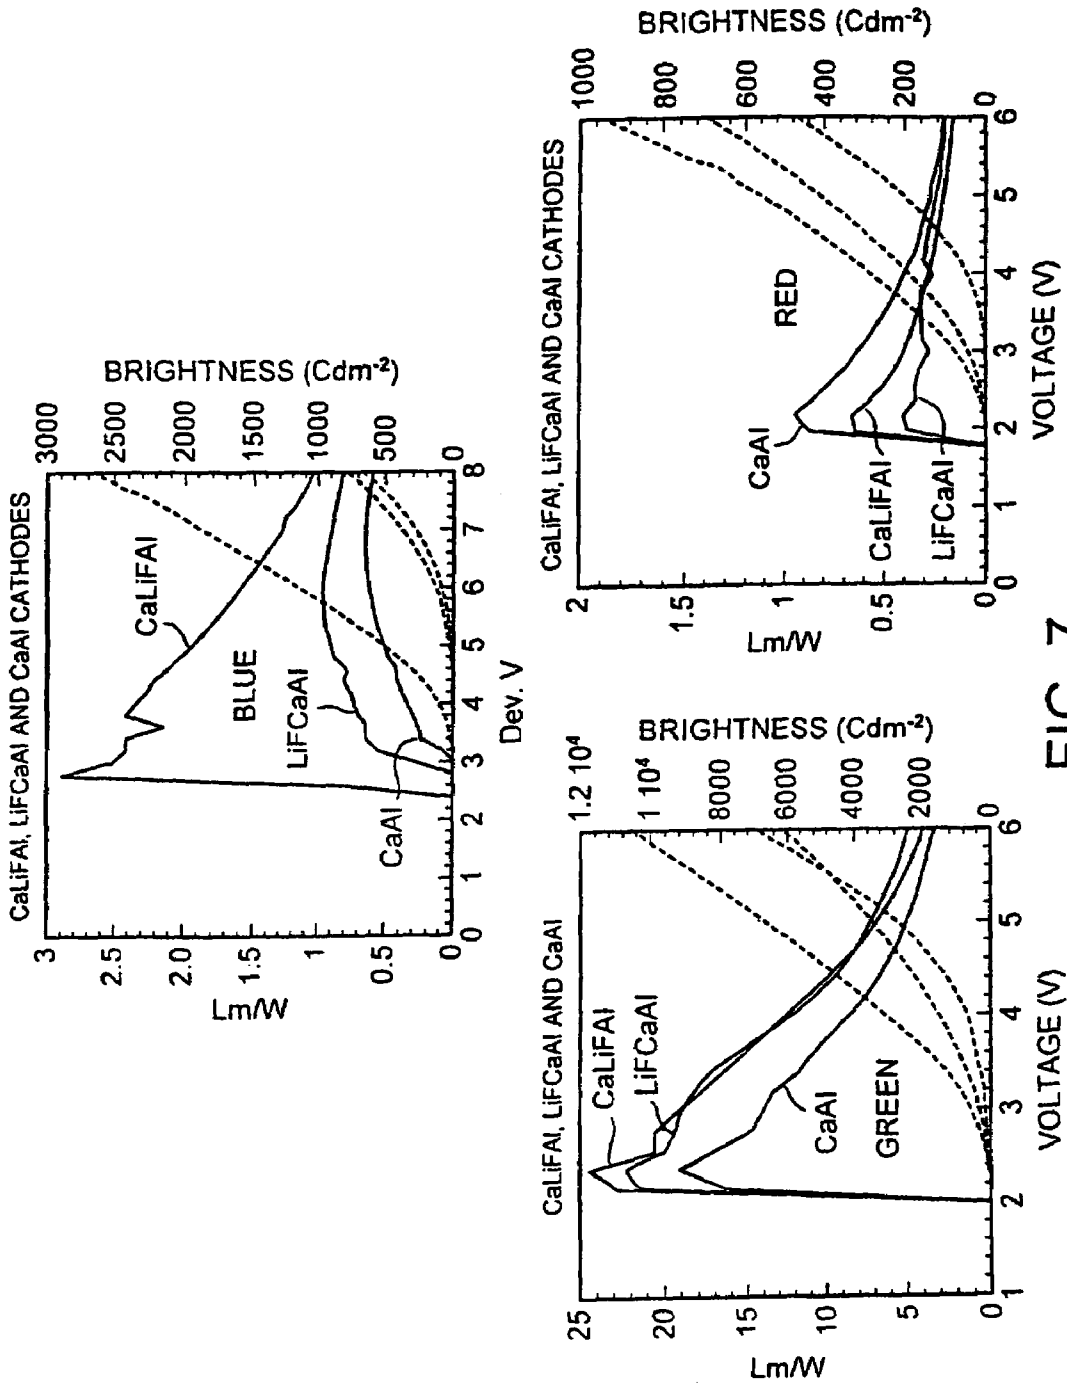 CaLiFAl, LiFCaAl AND CaAl CATHODES
BRIGHTNESS (Cdm-2)
3000
2500
2000
1500
1000
500
0
3
2.5
2.0
1.5
1
0.5
0
Lm/W
0 1 2 3 4 5 6 7 8
Dev. V
CaLiFAl
BLUE
LiFCaAl
CaAl
CaLiFAl, LiFCaAl AND CaAl
BRIGHTNESS (Cdm-2)
1.2 10⁴
1 10⁴
8000
6000
4000
2000
0
25
20
15
10
5
0
Lm/W
1 2 3 4 5 6
VOLTAGE (V)
CaLiFAl
LiFCaAl
CaAl
GREEN
CaLiFAl, LiFCaAl AND CaAl CATHODES
BRIGHTNESS (Cdm-2)
1000
800
600
400
200
0
2
1.5
1
0.5
0
Lm/W
0 1 2 3 4 5 6
VOLTAGE (V)
RED
CaAl
CaLiFAl
LiFCaAl
FIG. 7